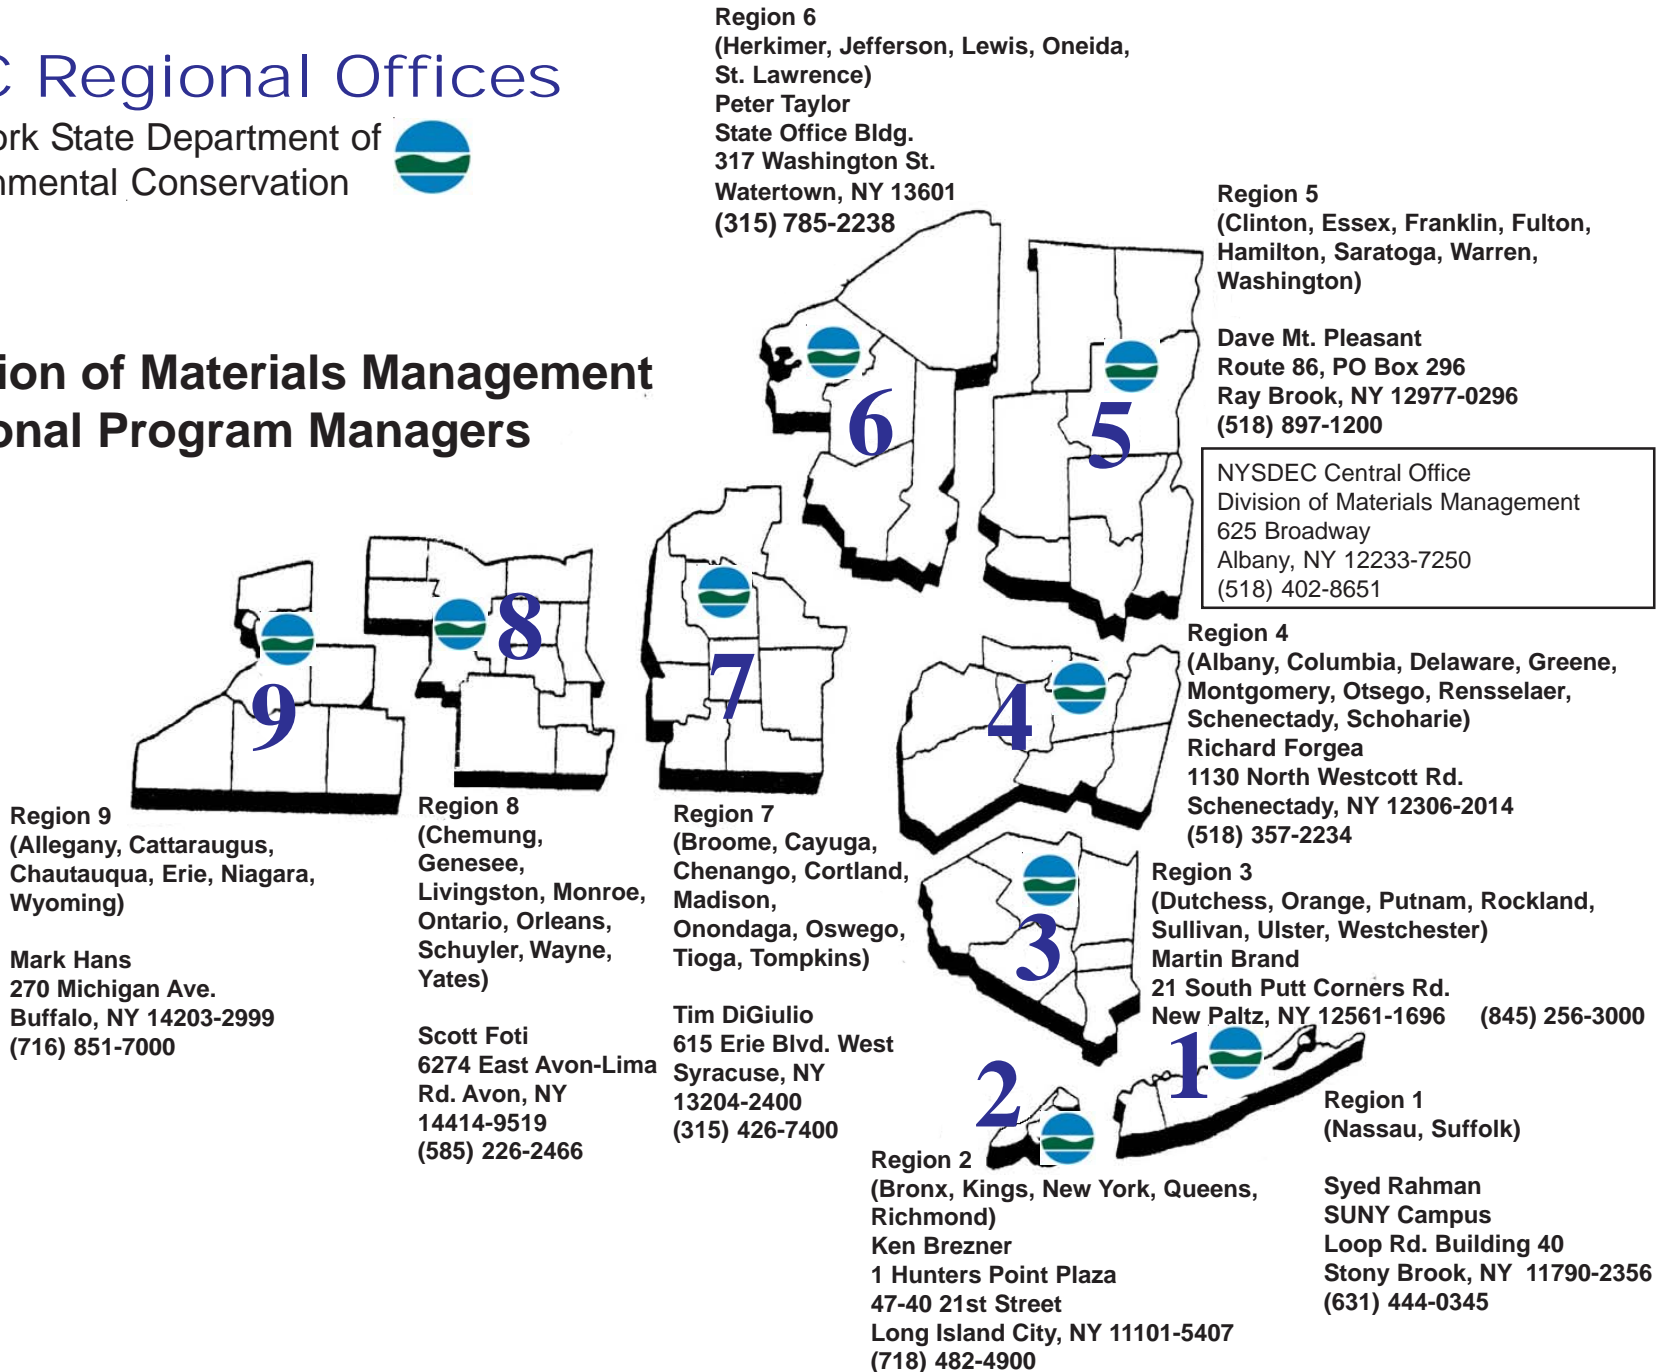 C Regional Offices
ork State Department of
nmental Conservation
ion of Materials Management
onal Program Managers
Region 6
(Herkimer, Jefferson, Lewis, Oneida,
St. Lawrence)
Peter Taylor
State Office Bldg.
317 Washington St.
Watertown, NY 13601
(315) 785-2238
Region 5
(Clinton, Essex, Franklin, Fulton,
Hamilton, Saratoga, Warren,
Washington)
Dave Mt. Pleasant
Route 86, PO Box 296
Ray Brook, NY 12977-0296
(518) 897-1200
NYSDEC Central Office
Division of Materials Management
625 Broadway
Albany, NY 12233-7250
(518) 402-8651
6
5
8
7
9
4
3
2
1
Region 4
(Albany, Columbia, Delaware, Greene,
Montgomery, Otsego, Rensselaer,
Schenectady, Schoharie)
Richard Forgea
1130 North Westcott Rd.
Schenectady, NY 12306-2014
(518) 357-2234
Region 9
(Allegany, Cattaraugus,
Chautauqua, Erie, Niagara,
Wyoming)
Mark Hans
270 Michigan Ave.
Buffalo, NY 14203-2999
(716) 851-7000
Region 8
(Chemung,
Genesee,
Livingston, Monroe,
Ontario, Orleans,
Schuyler, Wayne,
Yates)
Scott Foti
6274 East Avon-Lima
Rd. Avon, NY
14414-9519
(585) 226-2466
Region 7
(Broome, Cayuga,
Chenango, Cortland,
Madison,
Onondaga, Oswego,
Tioga, Tompkins)
Tim DiGiulio
615 Erie Blvd. West
Syracuse, NY
13204-2400
(315) 426-7400
Region 3
(Dutchess, Orange, Putnam, Rockland,
Sullivan, Ulster, Westchester)
Martin Brand
21 South Putt Corners Rd.
New Paltz, NY 12561-1696 (845) 256-3000
Region 2
(Bronx, Kings, New York, Queens,
Richmond)
Ken Brezner
1 Hunters Point Plaza
47-40 21st Street
Long Island City, NY 11101-5407
(718) 482-4900
Region 1
(Nassau, Suffolk)
Syed Rahman
SUNY Campus
Loop Rd. Building 40
Stony Brook, NY 11790-2356
(631) 444-0345